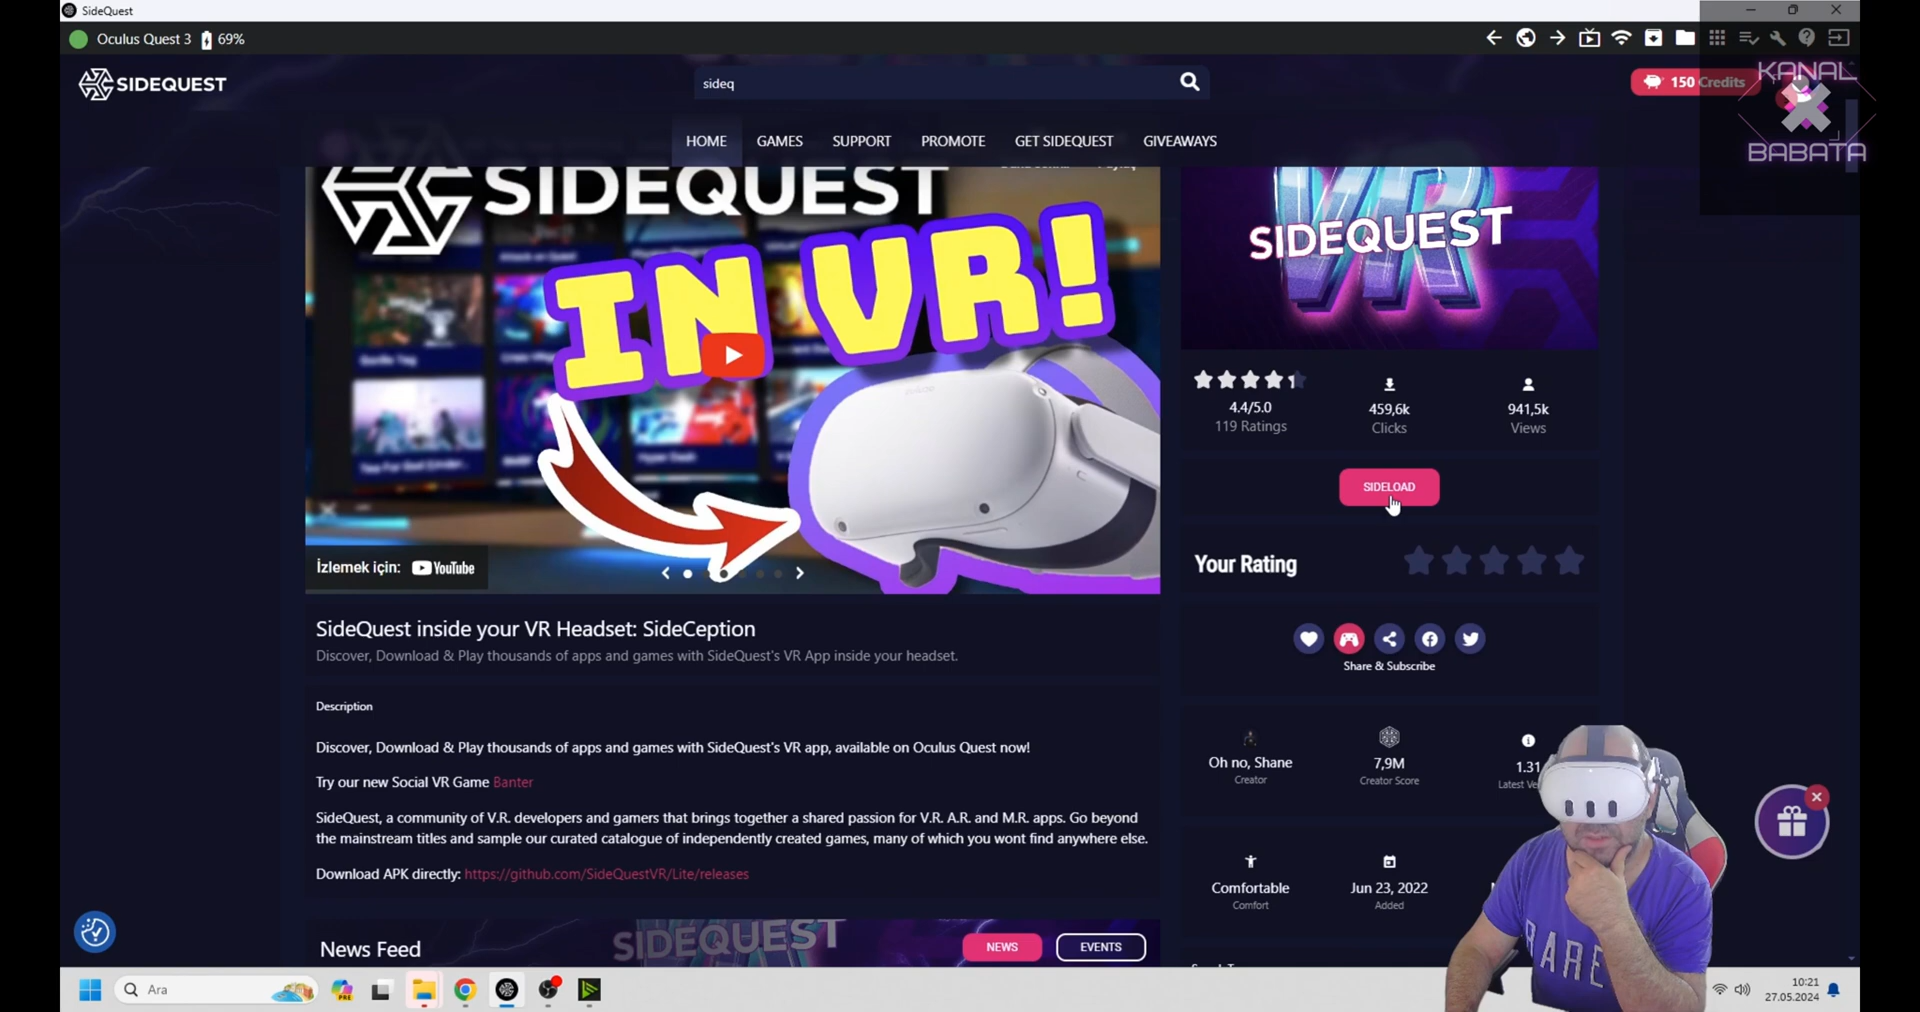 SideQuest
Oculus Quest 3 69%
SIDEQUEST
sideq
150 Credits
KANAL
BABATA
HOME GAMES SUPPORT PROMOTE GET SIDEQUEST GIVEAWAYS
SIDEQUEST
IN VR!
İzlemek için: YouTube
VR
SIDEQUEST
4.4/5.0
119 Ratings
459,6k
Clicks
941,5k
Views
SIDELOAD
Your Rating
Share & Subscribe
SideQuest inside your VR Headset: SideCeption
Discover, Download & Play thousands of apps and games with SideQuest's VR App inside your headset.
Description
Discover, Download & Play thousands of apps and games with SideQuest's VR app, available on Oculus Quest now!
Try our new Social VR Game Banter
SideQuest, a community of V.R. developers and gamers that brings together a shared passion for V.R. A.R. and M.R. apps. Go beyond
the mainstream titles and sample our curated catalogue of independently created games, many of which you wont find anywhere else.
Download APK directly: https://github.com/SideQuestVR/Lite/releases
Oh no, Shane
Creator
7,9M
Creator Score
1.31
Latest
Comfortable
Comfort
Jun 23, 2022
Added
News Feed
SIDEQUEST
NEWS EVENTS
RARE
Ara
PRE
10:21
27.05.2024